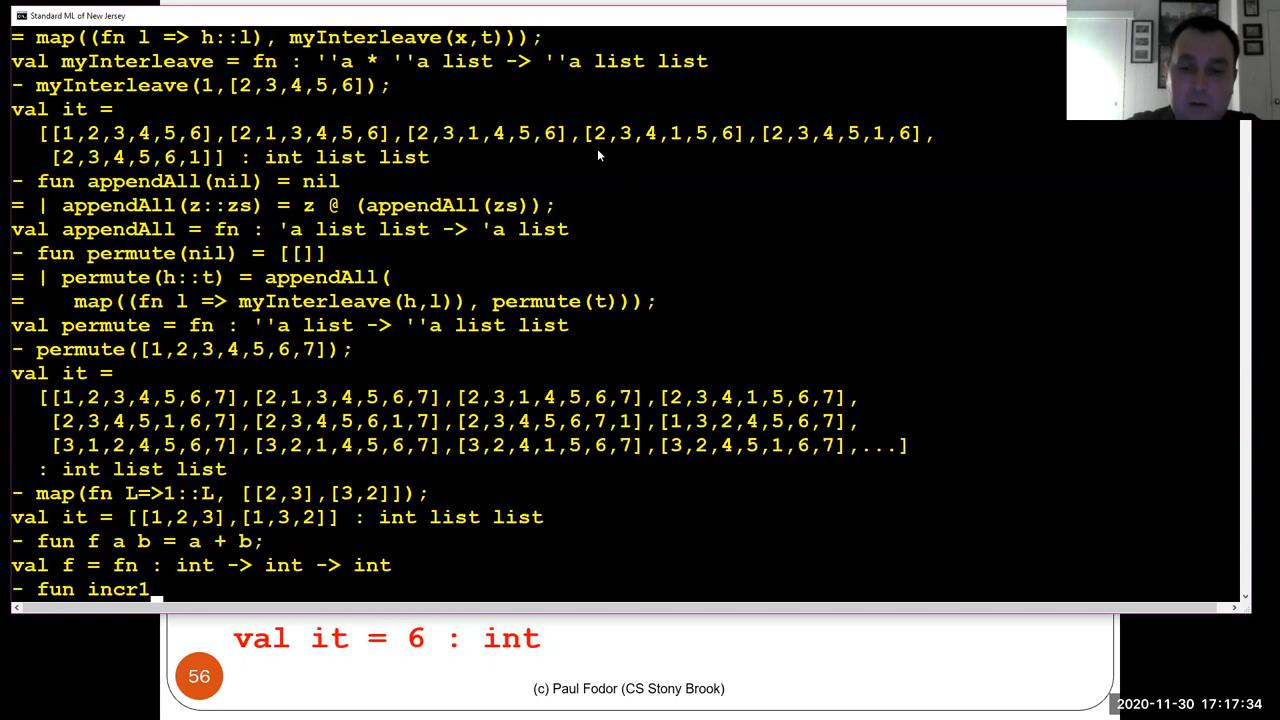 Standard ML of New Jersey
= map((fn l => h::l), myInterleave(x,t)));
val myInterleave = fn : ''a * ''a list -> ''a list list
- myInterleave(1,[2,3,4,5,6]);
val it =
[[1,2,3,4,5,6],[2,1,3,4,5,6],[2,3,1,4,5,6],[2,3,4,1,5,6],[2,3,4,5,1,6],
[2,3,4,5,6,1]] : int list list
- fun appendAll(nil) = nil
= | appendAll(z::zs) = z @ (appendAll(zs));
val appendAll = fn : 'a list list -> 'a list
- fun permute(nil) = [[]]
= | permute(h::t) = appendAll(
= map((fn l => myInterleave(h,l)), permute(t)));
val permute = fn : ''a list -> ''a list list
- permute([1,2,3,4,5,6,7]);
val it =
[[1,2,3,4,5,6,7],[2,1,3,4,5,6,7],[2,3,1,4,5,6,7],[2,3,4,1,5,6,7],
[2,3,4,5,1,6,7],[2,3,4,5,6,1,7],[2,3,4,5,6,7,1],[1,3,2,4,5,6,7],
[3,1,2,4,5,6,7],[3,2,1,4,5,6,7],[3,2,4,1,5,6,7],[3,2,4,5,1,6,7],...]
: int list list
- map(fn L=>1::L, [[2,3],[3,2]]);
val it = [[1,2,3],[1,3,2]] : int list list
- fun f a b = a + b;
val f = fn : int -> int -> int
- fun incr1
val it = 6 : int
56
(c) Paul Fodor (CS Stony Brook)
2020-11-30 17:17:34